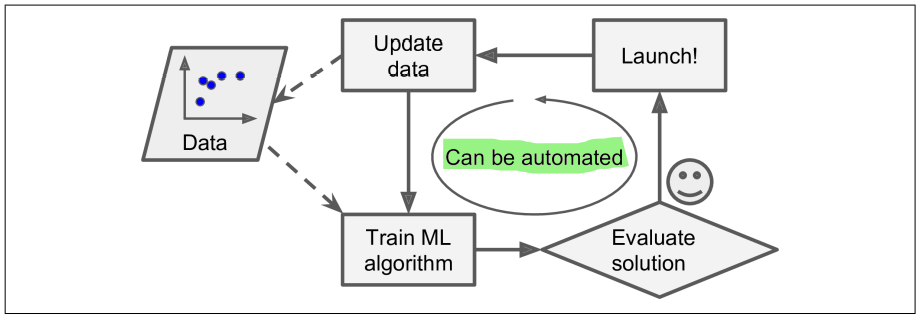 Update
data
Launch!
Data
Can be automated
Train ML
algorithm
Evaluate
solution